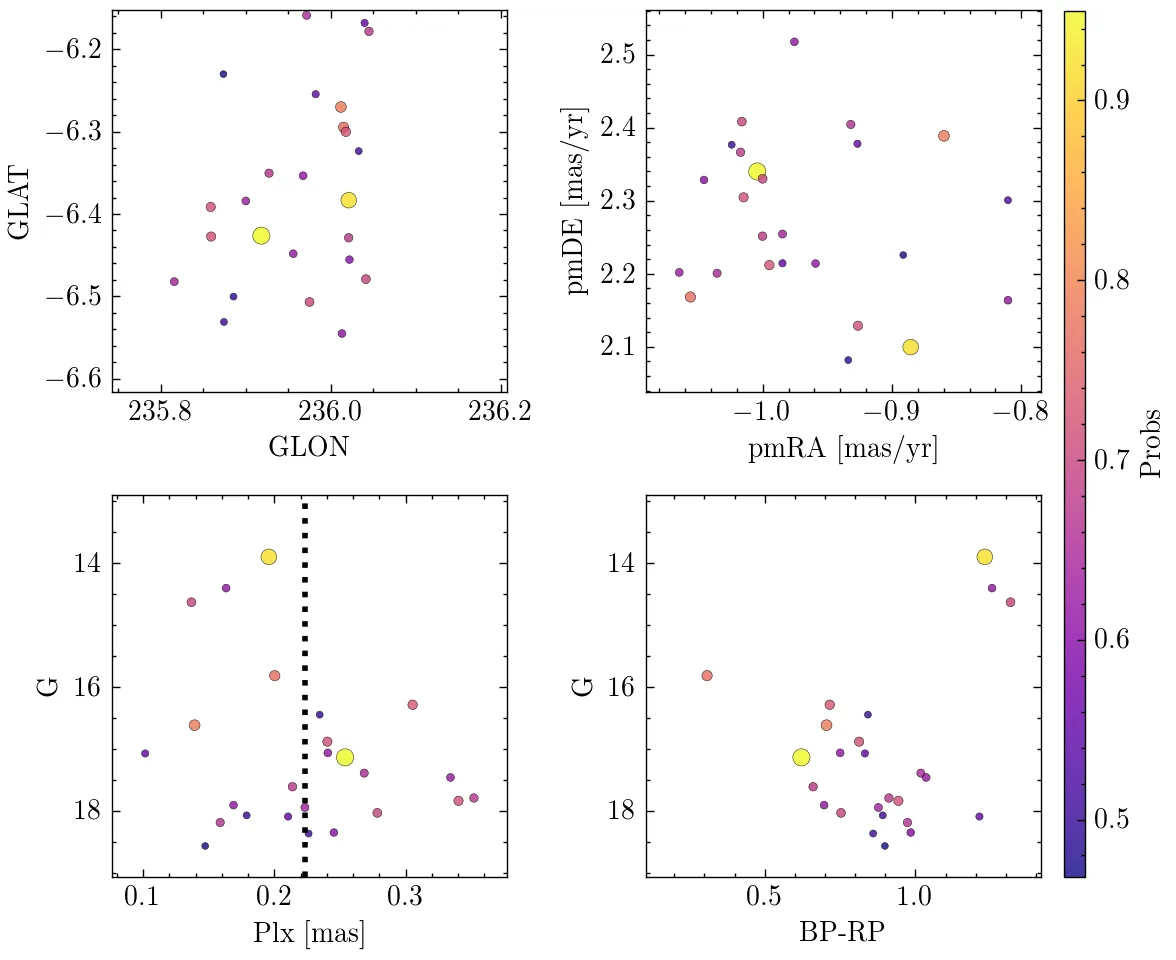 −6.2
−6.3
−6.4
−6.5
−6.6
GLAT
235.8 236.0 236.2
GLON
2.5
2.4
2.3
2.2
2.1
pmDE [mas/yr]
−1.0 −0.9 −0.8
pmRA [mas/yr]
14
16
18
G
0.1 0.2 0.3
Plx [mas]
14
16
18
G
0.5 1.0
BP-RP
0.9
0.8
0.7
0.6
0.5
Probs